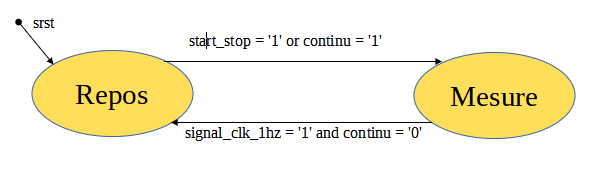 srst
start_stop = '1' or continu = '1'
Repos
Mesure
signal_clk_1hz = '1' and continu = '0'